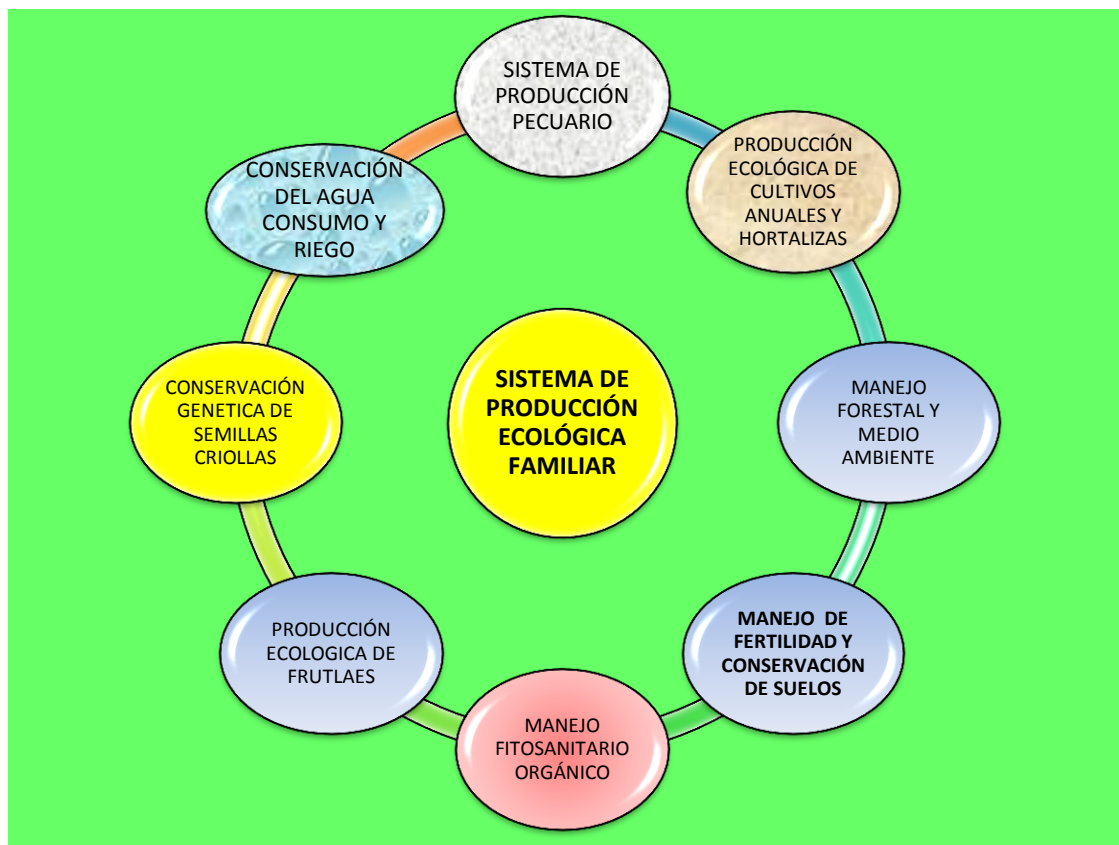 SISTEMA DE
PRODUCCIÓN
PECUARIO
PRODUCCIÓN
ECOLÓGICA DE
CULTIVOS
ANUALES Y
HORTALIZAS
MANEJO
FORESTAL Y
MEDIO
AMBIENTE
MANEJO DE
FERTILIDAD Y
CONSERVACIÓN
DE SUELOS
MANEJO
FITOSANITARIO
ORGÁNICO
PRODUCCIÓN
ECOLOGICA DE
FRUTLAES
CONSERVACIÓN
GENETICA DE
SEMILLAS
CRIOLLAS
CONSERVACIÓN
DEL AGUA
CONSUMO Y
RIEGO
SISTEMA DE
PRODUCCIÓN
ECOLÓGICA
FAMILIAR